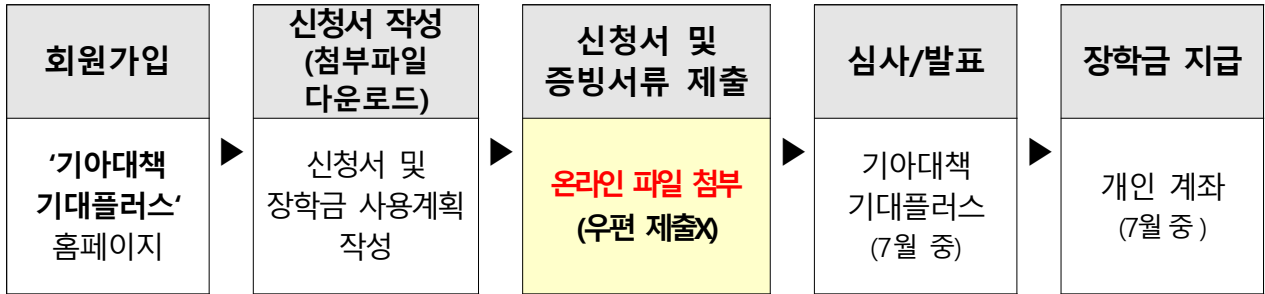 회원가입
신청서 작성
(첨부파일
다운로드)
신청서 및
증빙서류 제출
심사/발표
장학금 지급
‘기아대책
기대플러스‘
홈페이지
▶
신청서 및
장학금 사용계획
작성
▶
온라인 파일 첨부
(우편 제출X)
▶
기아대책
기대플러스
(7월 중)
▶
개인 계좌
(7월 중)